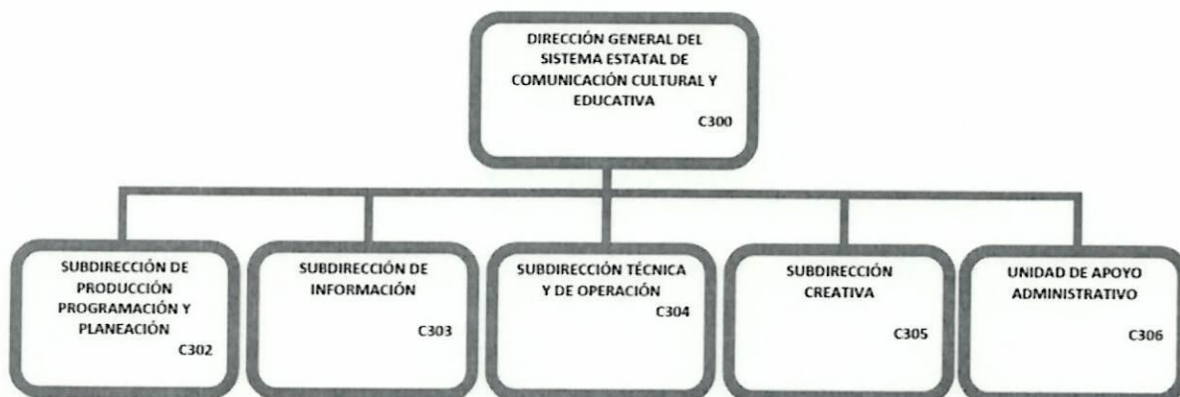 DIRECCIÓN GENERAL DEL
SISTEMA ESTATAL DE
COMUNICACIÓN CULTURAL Y
EDUCATIVA
C300
SUBDIRECCIÓN DE
PRODUCCIÓN
PROGRAMACIÓN Y
PLANEACIÓN
C302
SUBDIRECCIÓN DE
INFORMACIÓN
C303
SUBDIRECCIÓN TÉCNICA
Y DE OPERACIÓN
C304
SUBDIRECCIÓN
CREATIVA
C305
UNIDAD DE APOYO
ADMINISTRATIVO
C306